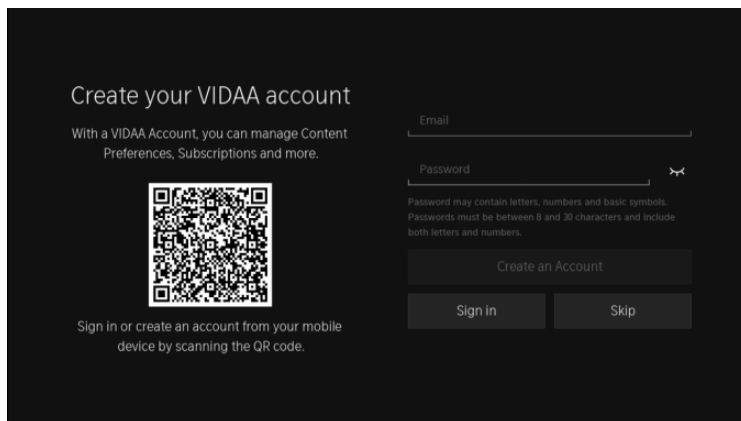 Create your VIDAA account
With a VIDAA Account, you can manage Content
Preferences, Subscriptions and more.
Sign in or create an account from your mobile
device by scanning the QR code.
Email
Password
Password may contain letters, numbers and basic symbols.
Passwords must be between 8 and 30 characters and include
both letters and numbers.
Create an Account
Sign in
Skip